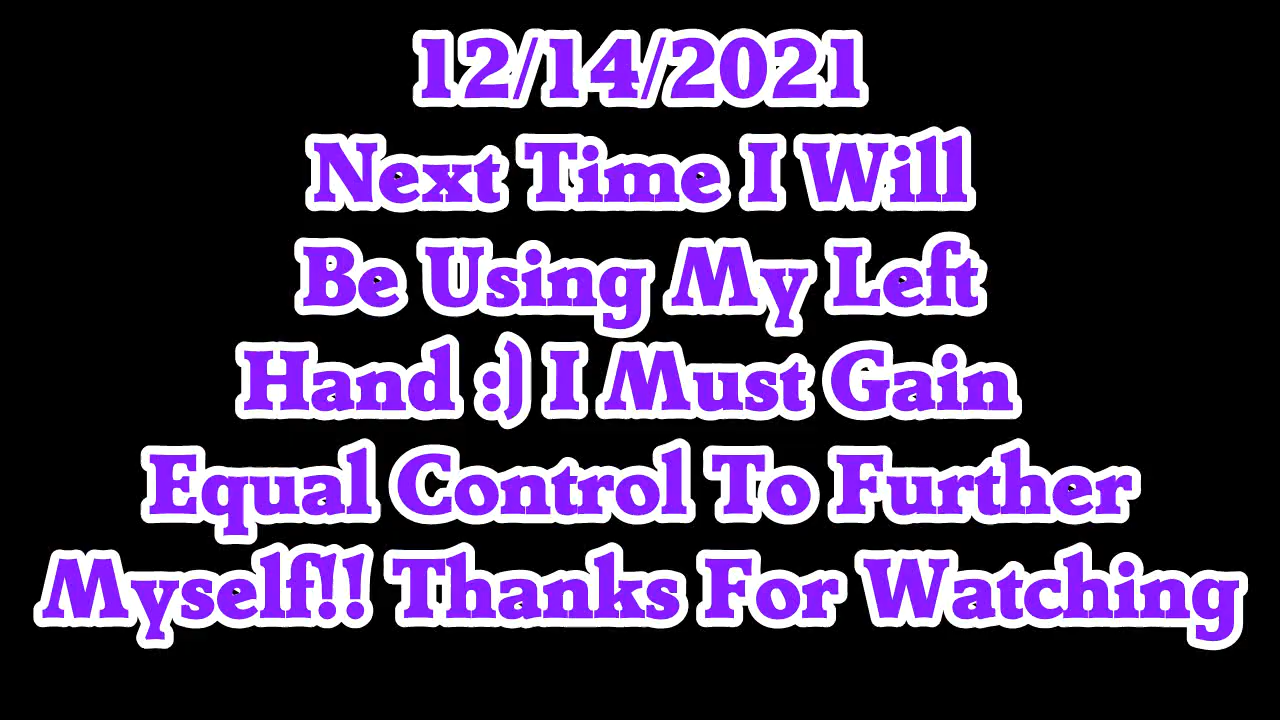 12/14/2021
Next Time I Will
Be Using My Left
Hand :) I Must Gain
Equal Control To Further
Myself!! Thanks For Watching